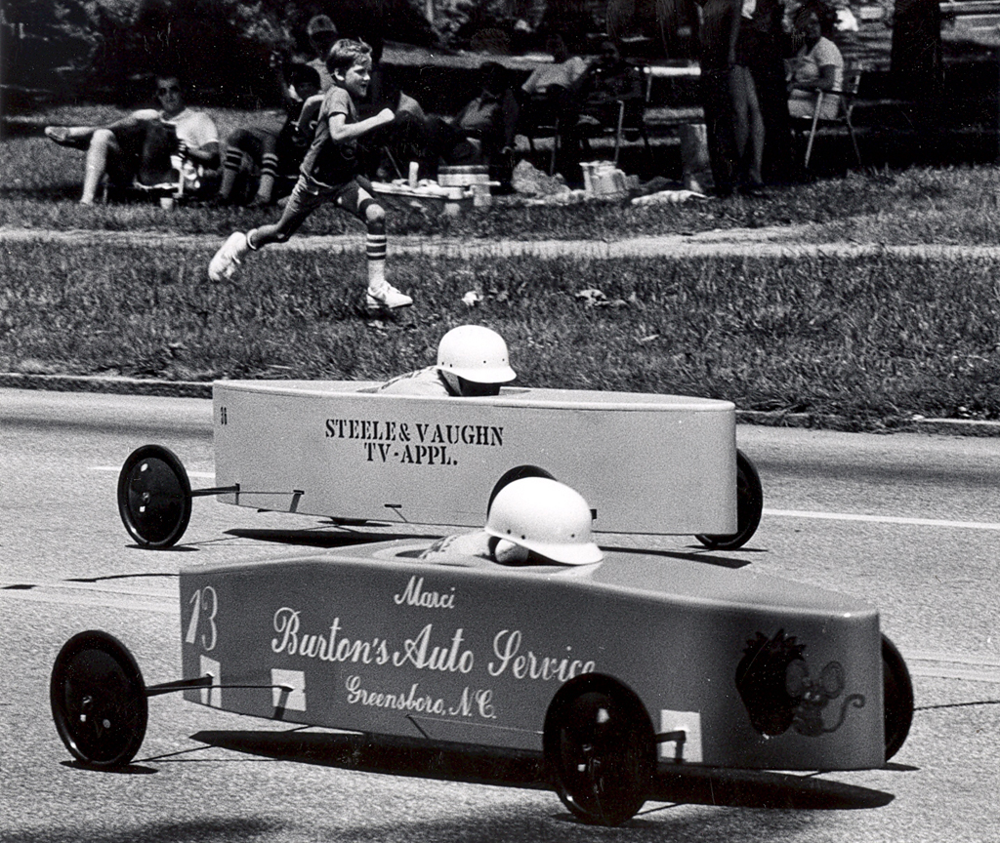 STEELE & VAUGHN
TV-APPL.
13
Marci
Burton's Auto Service
Greensboro, N.C.